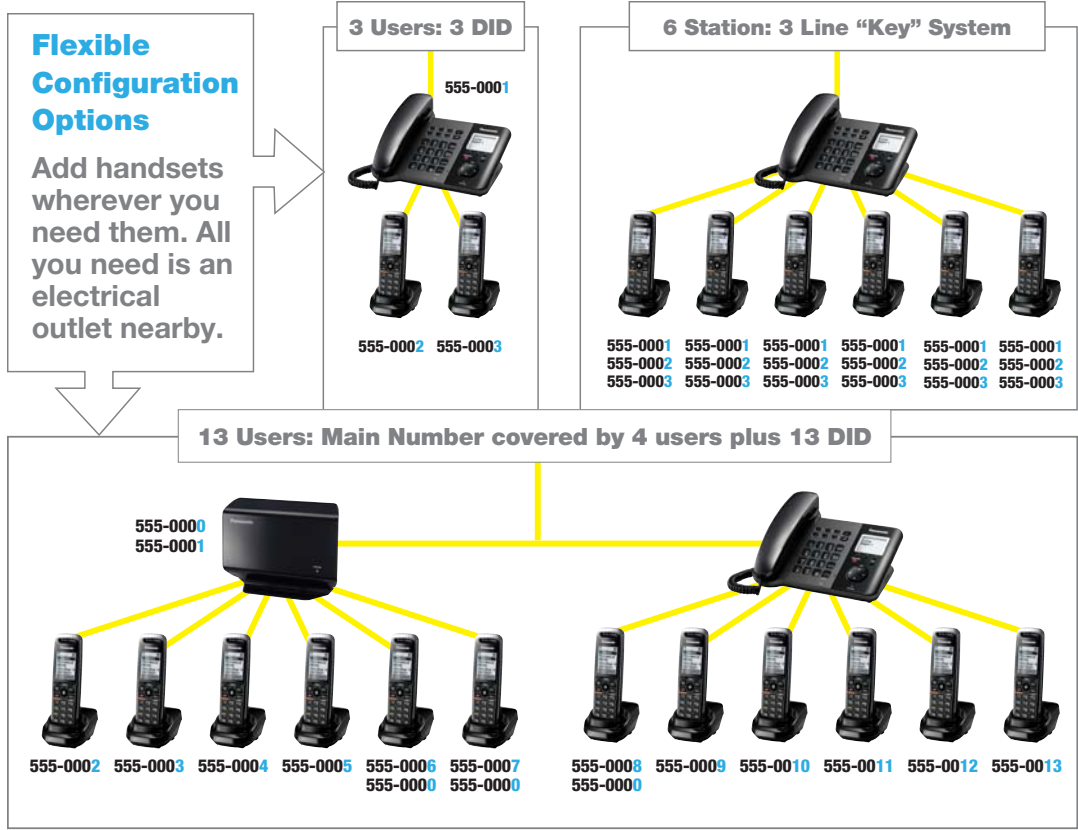 Flexible
Configuration
Options
Add handsets
wherever you
need them. All
you need is an
electrical
outlet nearby.
3 Users: 3 DID
555-0001
Panasonic
555-0002 555-0003
6 Station: 3 Line “Key” System
Panasonic
555-0001 555-0001 555-0001 555-0001 555-0001 555-0001
555-0002 555-0002 555-0002 555-0002 555-0002 555-0002
555-0003 555-0003 555-0003 555-0003 555-0003 555-0003
13 Users: Main Number covered by 4 users plus 13 DID
555-0000
555-0001
Panasonic
Panasonic
555-0002 555-0003 555-0004 555-0005 555-0006 555-0007
555-0000 555-0000
555-0008 555-0009 555-0010 555-0011 555-0012 555-0013
555-0000